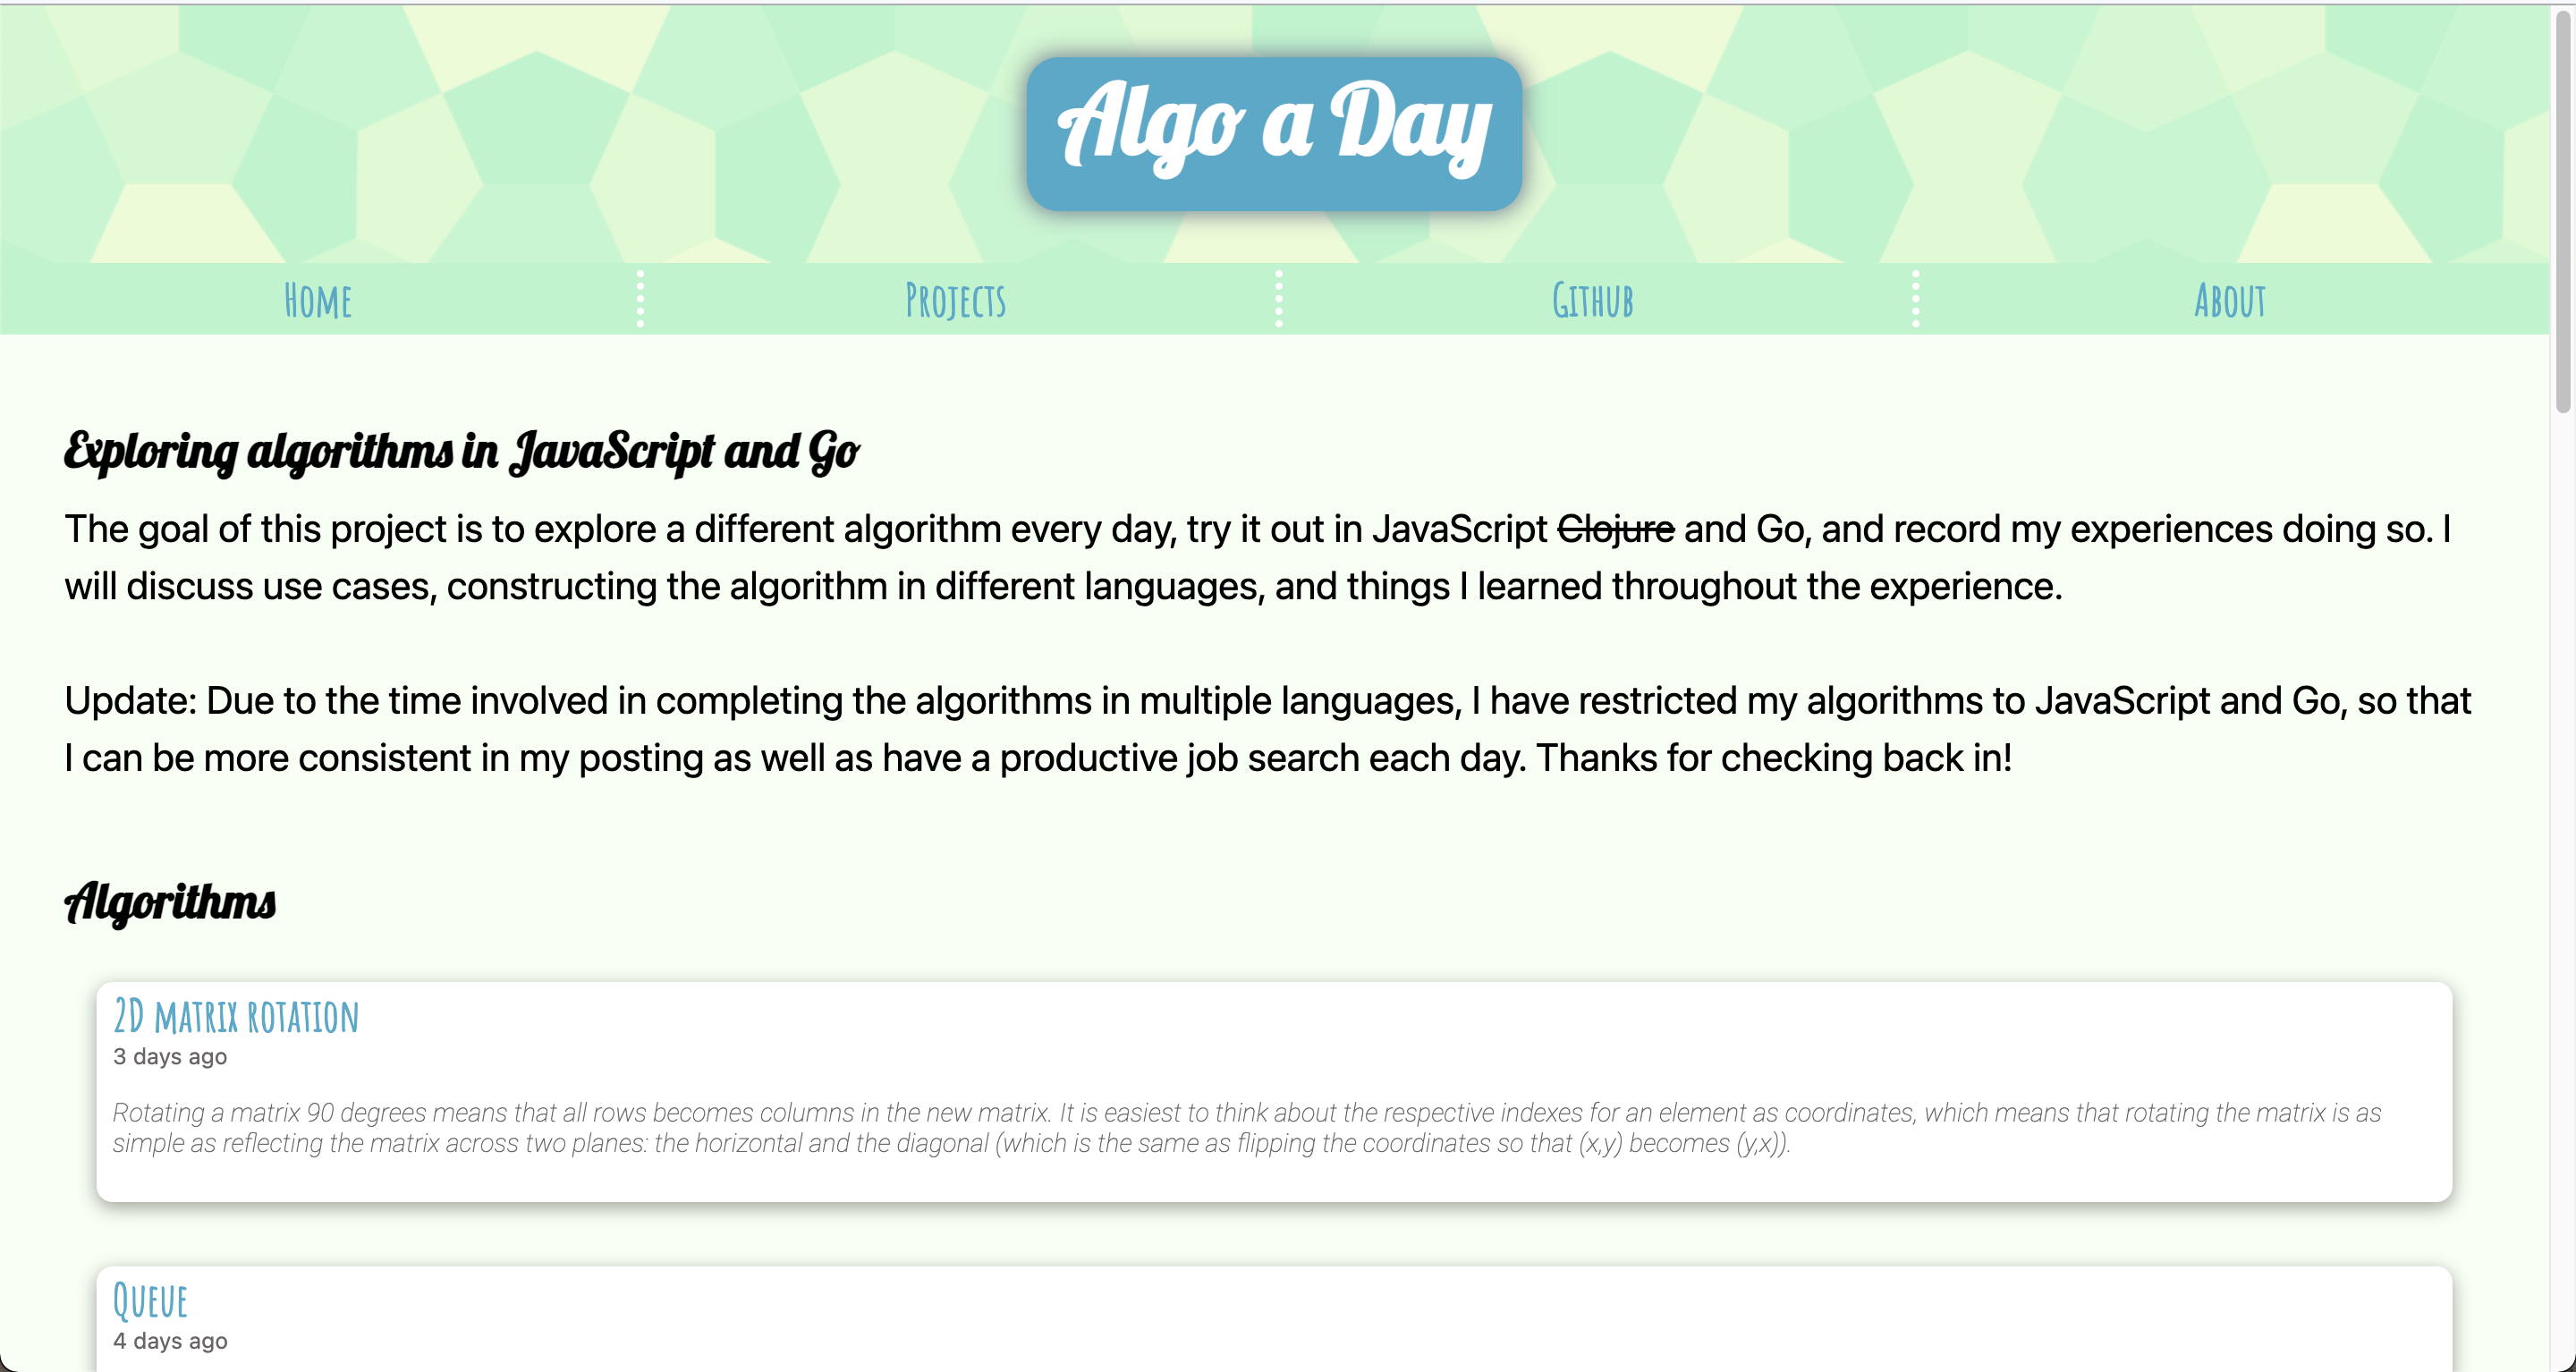 Algo a Day
Home
Projects
Github
About
Exploring algorithms in JavaScript and Go
The goal of this project is to explore a different algorithm every day, try it out in JavaScript Clojure and Go, and record my experiences doing so. I
will discuss use cases, constructing the algorithm in different languages, and things I learned throughout the experience.
Update: Due to the time involved in completing the algorithms in multiple languages, I have restricted my algorithms to JavaScript and Go, so that
I can be more consistent in my posting as well as have a productive job search each day. Thanks for checking back in!
Algorithms
2D matrix rotation
3 days ago
Rotating a matrix 90 degrees means that all rows becomes columns in the new matrix. It is easiest to think about the respective indexes for an element as coordinates, which means that rotating the matrix is as
simple as reflecting the matrix across two planes: the horizontal and the diagonal (which is the same as flipping the coordinates so that (x,y) becomes (y,x)).
Queue
4 days ago